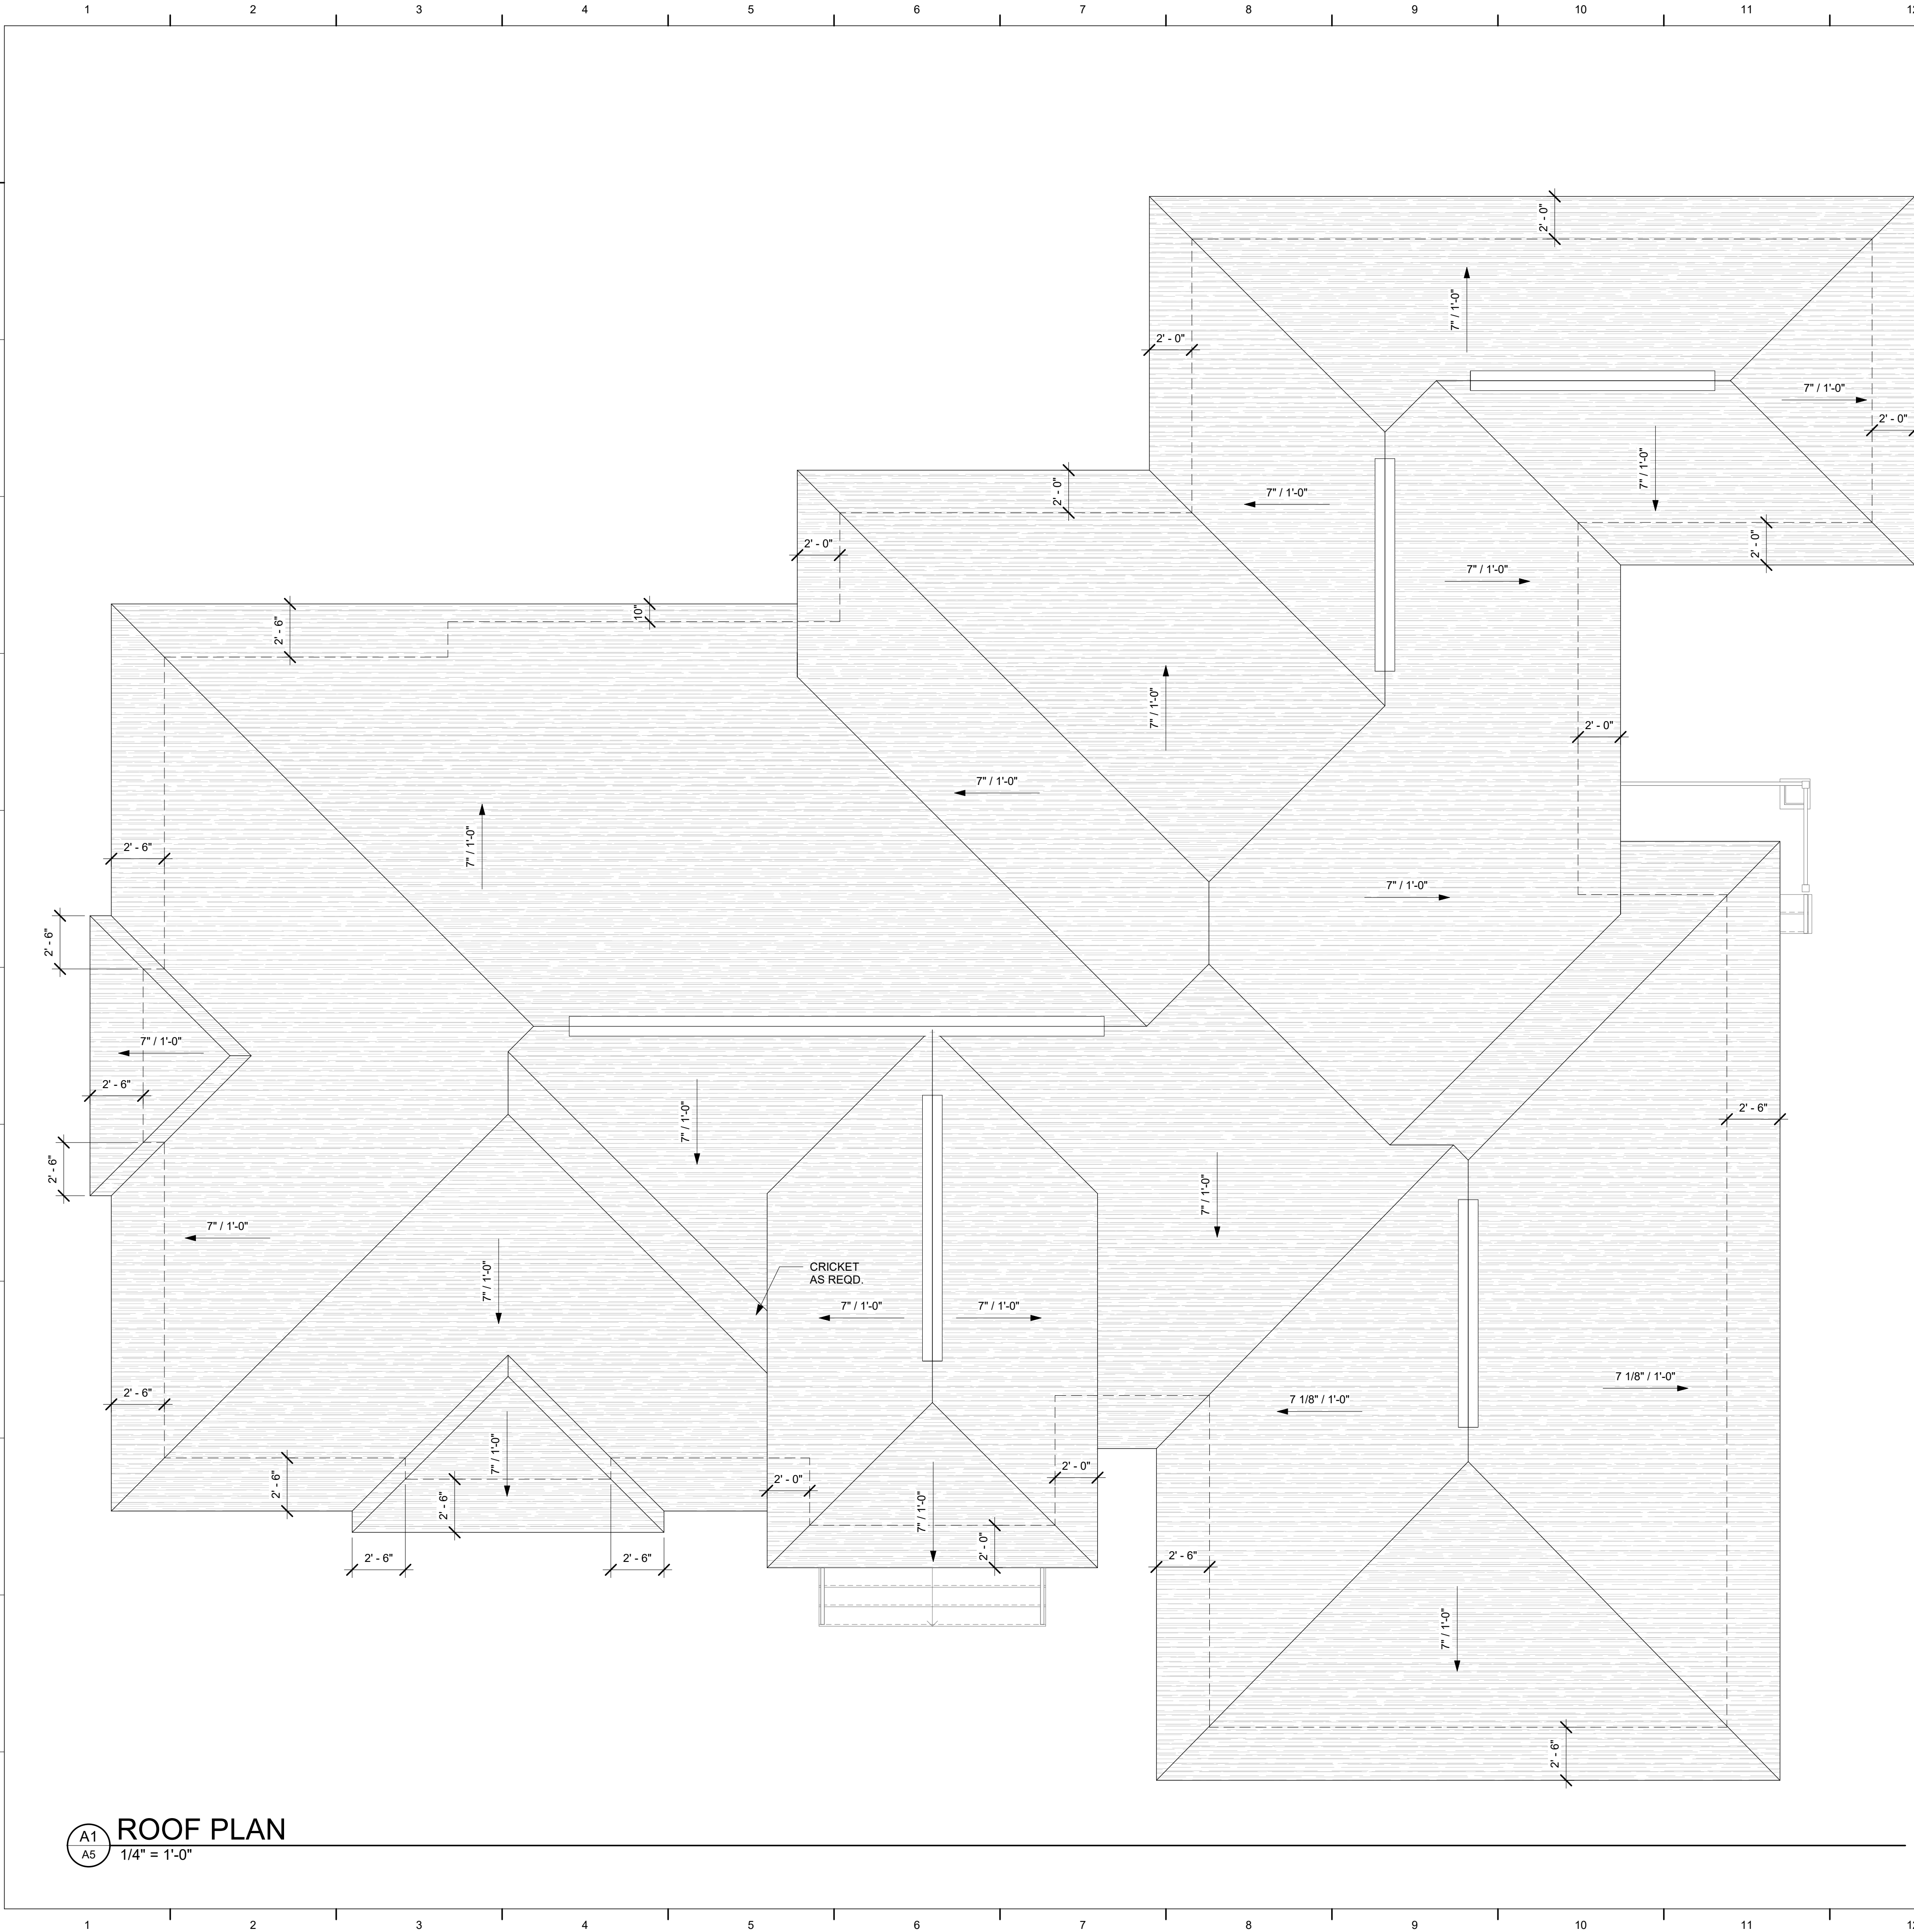 1 2 3 4 5 6 7 8 9 10 11
2' - 0"
7" / 1'-0"
2' - 0"
7" / 1'-0"
2' - 0"
7" / 1'-0"
2' - 0"
7" / 1'-0"
2' - 0"
2' - 0"
7" / 1'-0"
10"
2' - 6"
7" / 1'-0"
2' - 0"
7" / 1'-0"
7" / 1'-0"
2' - 6"
7" / 1'-0"
2' - 6"
7" / 1'-0"
2' - 6"
2' - 6"
7" / 1'-0"
2' - 6"
7" / 1'-0"
7" / 1'-0"
7" / 1'-0"
CRICKET
AS REQD.
7" / 1'-0"
7" / 1'-0"
2' - 6"
7 1/8" / 1'-0"
7 1/8" / 1'-0"
7" / 1'-0"
2' - 6"
2' - 6"
2' - 0"
2' - 0"
7" / 1'-0"
2' - 0"
2' - 6"
2' - 6"
2' - 6"
7" / 1'-0"
2' - 6"
A1
A5
ROOF PLAN
1/4" = 1'-0"
1 2 3 4 5 6 7 8 9 10 11